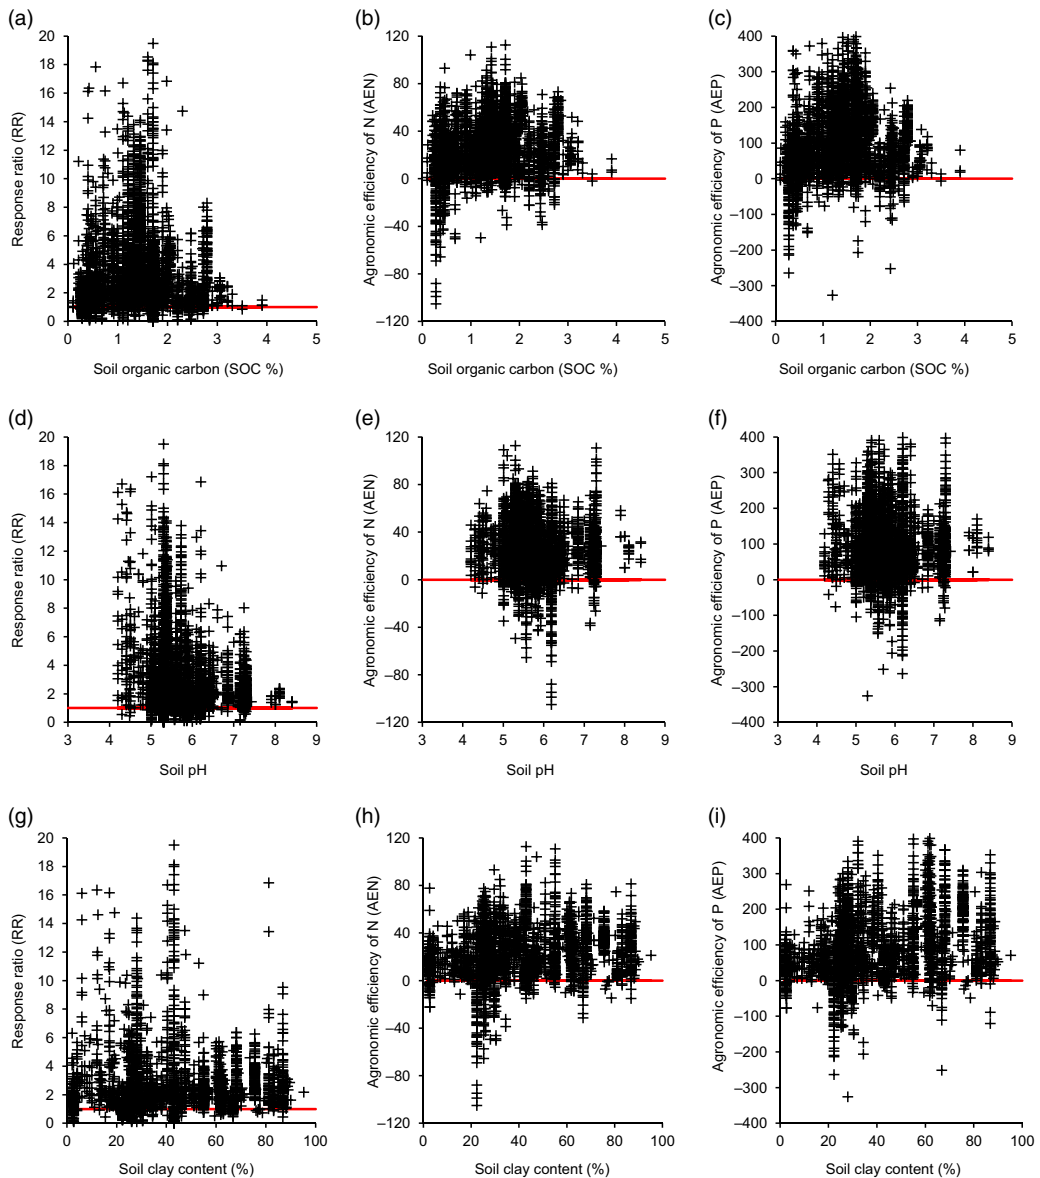 (a)
20
18
16
14
12
10
8
6
4
2
0
Response ratio (RR)
0 1 2 3 4 5
Soil organic carbon (SOC %)
(b)
120
80
40
0
–40
–80
–120
Agronomic efficiency of N (AEN)
0 1 2 3 4 5
Soil organic carbon (SOC %)
(c)
400
300
200
100
0
–100
–200
–300
–400
Agronomic efficiency of P (AEP)
0 1 2 3 4 5
Soil organic carbon (SOC %)
(d)
20
18
16
14
12
10
8
6
4
2
0
Response ratio (RR)
3 4 5 6 7 8 9
Soil pH
(e)
120
80
40
0
–40
–80
–120
Agronomic efficiency of N (AEN)
3 4 5 6 7 8 9
Soil pH
(f)
400
300
200
100
0
–100
–200
–300
–400
Agronomic efficiency of P (AEP)
3 4 5 6 7 8 9
Soil pH
(g)
20
18
16
14
12
10
8
6
4
2
0
Response ratio (RR)
0 20 40 60 80 100
Soil clay content (%)
(h)
120
80
40
0
–40
–80
–120
Agronomic efficiency of N (AEN)
0 20 40 60 80 100
Soil clay content (%)
(i)
400
300
200
100
0
–100
–200
–300
–400
Agronomic efficiency of P (AEP)
0 20 40 60 80 100
Soil clay content (%)